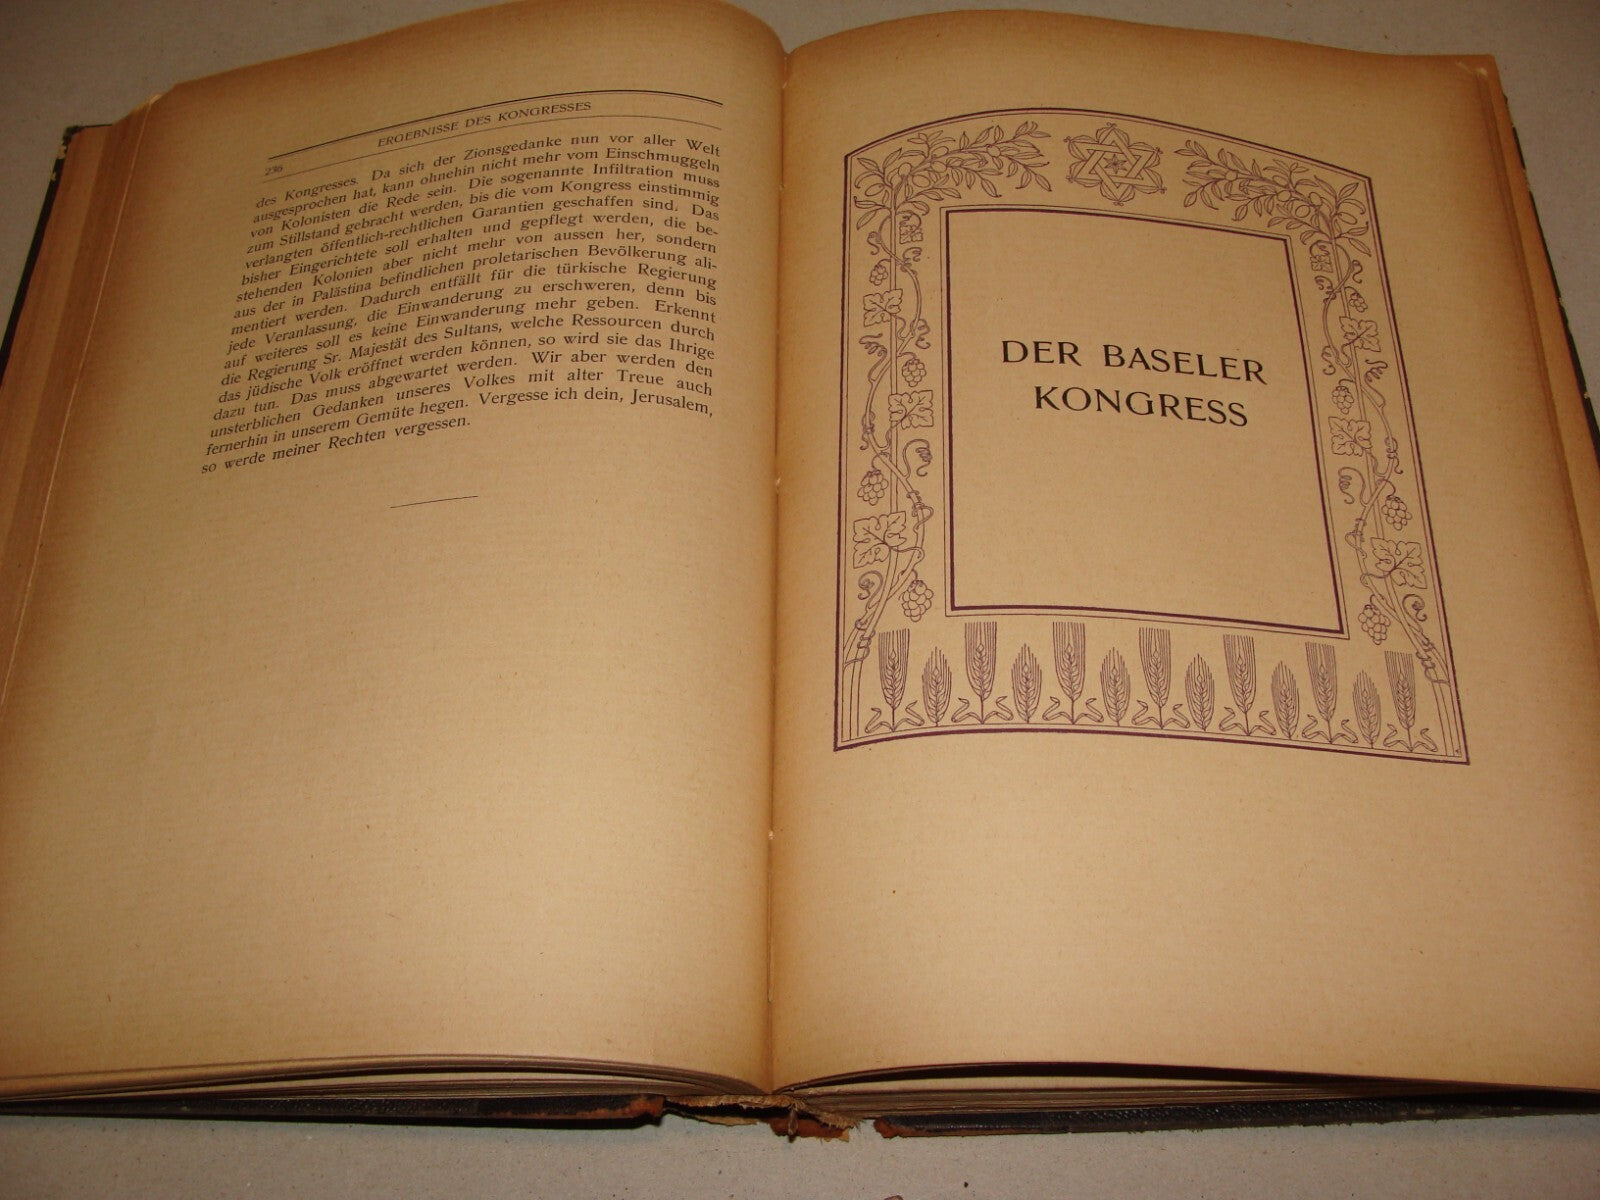 236
ERGEBNISSE DES KONGRESSES
des Kongresses. Da sich der Zionsgedanke nun vor aller Welt
ausgesprochen hat, kann ohnehin nicht mehr vom Einschmuggeln
von Kolonisten die Rede sein. Die sogenannte Infiltration muss
zum Stillstand gebracht werden, bis die vom Kongress einstimmig
verlangten öffentlich-rechtlichen Garantien geschaffen sind. Das
bisher Eingerichtete soll erhalten und gepflegt werden, die be-
stehenden Kolonien aber nicht mehr von aussen her, sondern
aus der in Palästina befindlichen proletarischen Bevölkerung ali-
mentiert werden. Dadurch entfällt für die türkische Regierung
jede Veranlassung, die Einwanderung zu erschweren, denn bis
auf weiteres soll es keine Einwanderung mehr geben. Erkennt
die Regierung Sr. Majestät des Sultans, welche Ressourcen durch
das jüdische Volk eröffnet werden können, so wird sie das Ihrige
dazu tun. Das muss abgewartet werden. Wir aber werden den
unsterblichen Gedanken unseres Volkes mit alter Treue auch
fernerhin in unserem Gemüte hegen. Vergesse ich dein, Jerusalem,
so werde meiner Rechten vergessen.
DER BASELER
KONGRESS